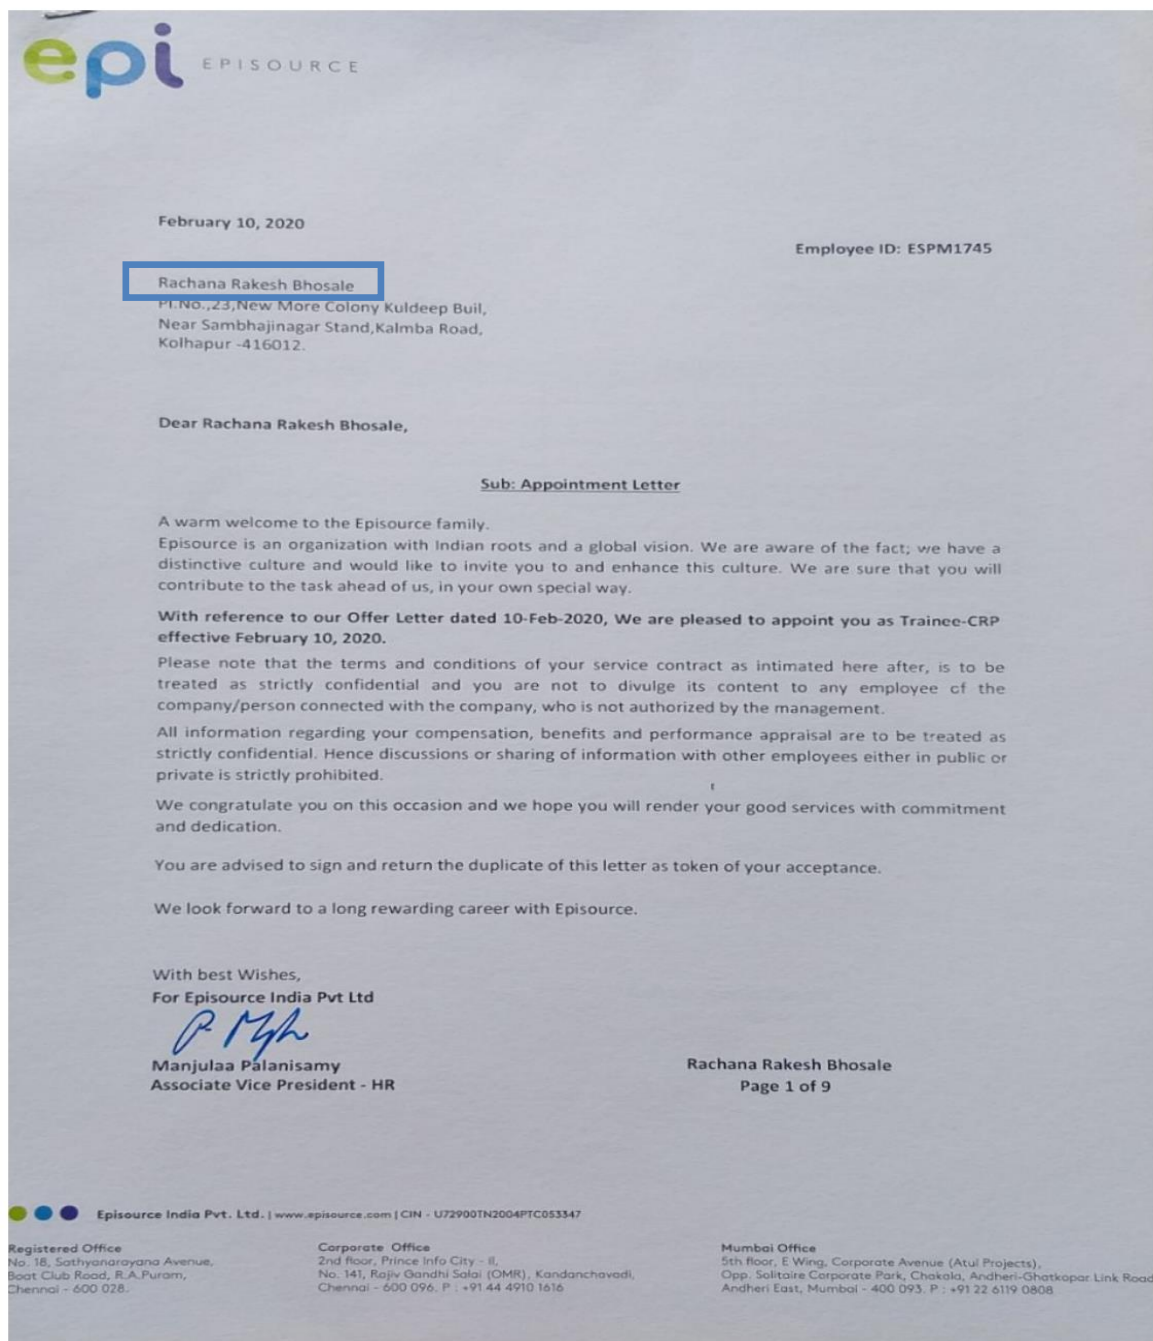 epi EPISOURCE
February 10, 2020
Employee ID: ESPM1745
Rachana Rakesh Bhosale
Pl.No.,23,New More Colony Kuldeep Buil,
Near Sambhajinagar Stand,Kalmba Road,
Kolhapur -416012.
Dear Rachana Rakesh Bhosale,
Sub: Appointment Letter
A warm welcome to the Episource family.
Episource is an organization with Indian roots and a global vision. We are aware of the fact; we have a
distinctive culture and would like to invite you to and enhance this culture. We are sure that you will
contribute to the task ahead of us, in your own special way.
With reference to our Offer Letter dated 10-Feb-2020, We are pleased to appoint you as Trainee-CRP
effective February 10, 2020.
Please note that the terms and conditions of your service contract as intimated here after, is to be
treated as strictly confidential and you are not to divulge its content to any employee of the
company/person connected with the company, who is not authorized by the management.
All information regarding your compensation, benefits and performance appraisal are to be treated as
strictly confidential. Hence discussions or sharing of information with other employees either in public or
private is strictly prohibited.
We congratulate you on this occasion and we hope you will render your good services with commitment
and dedication.
You are advised to sign and return the duplicate of this letter as token of your acceptance.
We look forward to a long rewarding career with Episource.
With best Wishes,
For Episource India Pvt Ltd
Manjulaa Palanisamy
Associate Vice President - HR
Rachana Rakesh Bhosale
Page 1 of 9
Episource India Pvt. Ltd. | www.episource.com | CIN - U72900TN2004PTC053347
Registered Office
No. 18, Sathyanarayana Avenue,
Boat Club Road, R.A.Puram,
Chennai - 600 028.
Corporate Office
2nd floor, Prince Info City - II,
No. 141, Rajiv Gandhi Salai (OMR), Kandanchavadi,
Chennai - 600 096. P : +91 44 4910 1616
Mumbai Office
5th floor, E Wing, Corporate Avenue (Atul Projects),
Opp. Solitaire Corporate Park, Chakala, Andheri-Ghatkopar Link Road
Andheri East, Mumbai - 400 093. P : +91 22 6119 0808